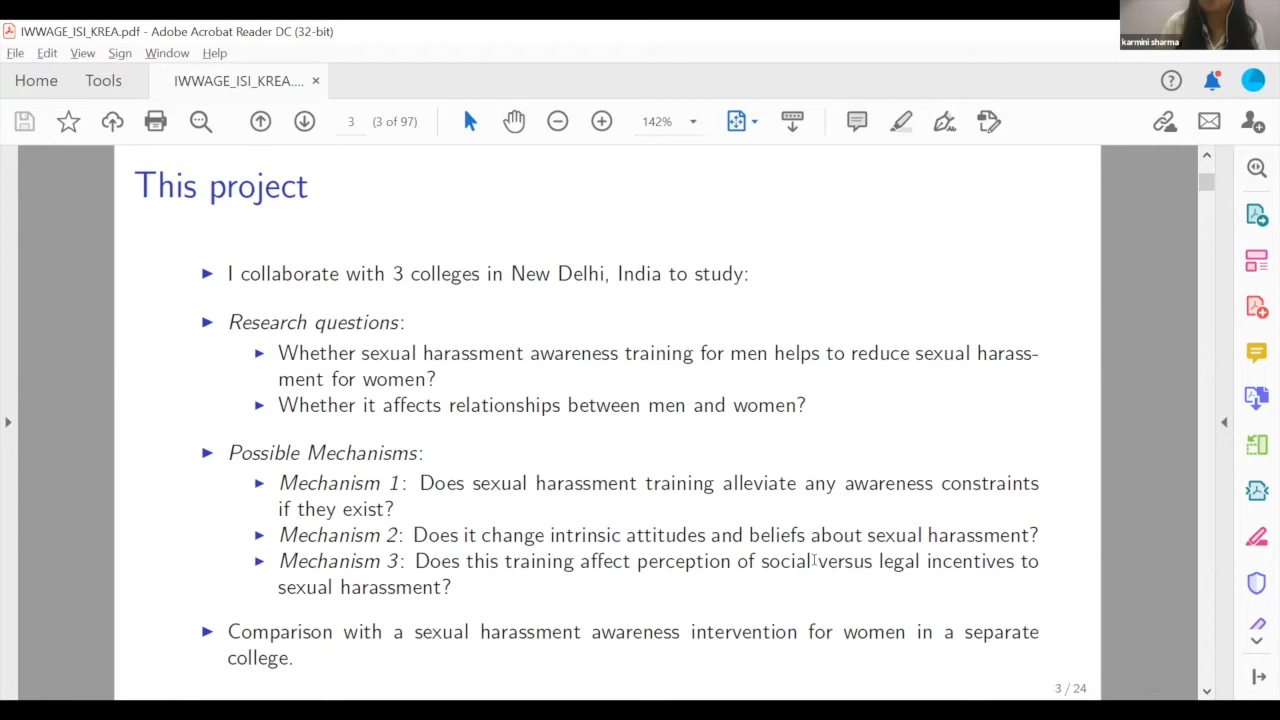 IWWAGE_ISI_KREA.pdf - Adobe Acrobat Reader DC (32-bit)
karmini sharma
File Edit View Sign Window Help
Home Tools IWWAGE_ISI_KREA.... ×
3 (3 of 97) 142%
This project
I collaborate with 3 colleges in New Delhi, India to study:
Research questions:
Whether sexual harassment awareness training for men helps to reduce sexual harass-
ment for women?
Whether it affects relationships between men and women?
Possible Mechanisms:
Mechanism 1: Does sexual harassment training alleviate any awareness constraints
if they exist?
Mechanism 2: Does it change intrinsic attitudes and beliefs about sexual harassment?
Mechanism 3: Does this training affect perception of social versus legal incentives to
sexual harassment?
Comparison with a sexual harassment awareness intervention for women in a separate
college.
3 / 24